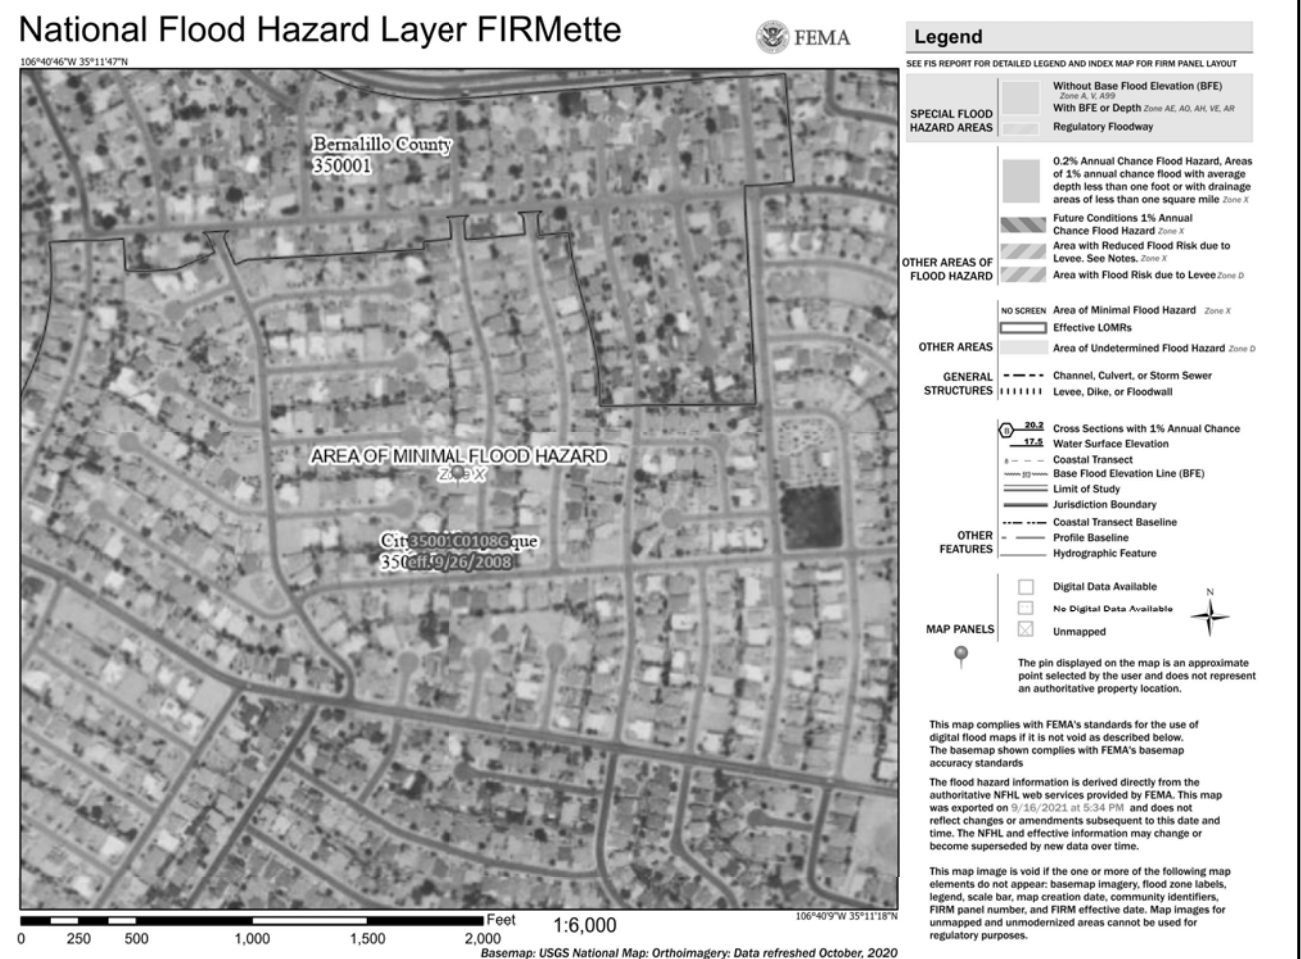 National Flood Hazard Layer FIRMette
FEMA
106°40'46"W 35°11'47"N
Bernalillo County
350001
AREA OF MINIMAL FLOOD HAZARD
Zone X
35001C0108G
eff. 9/26/2008
106°40'9"W 35°11'18"N
Feet
1:6,000
0 250 500 1,000 1,500 2,000
Basemap: USGS National Map: Orthoimagery: Data refreshed October, 2020
Legend
SEE FIS REPORT FOR DETAILED LEGEND AND INDEX MAP FOR FIRM PANEL LAYOUT
SPECIAL FLOOD
HAZARD AREAS
Without Base Flood Elevation (BFE)
Zone A, V, A99
With BFE or Depth Zone AE, AO, AH, VE, AR
Regulatory Floodway
0.2% Annual Chance Flood Hazard, Areas
of 1% annual chance flood with average
depth less than one foot or with drainage
areas of less than one square mile Zone X
Future Conditions 1% Annual
Chance Flood Hazard Zone X
Area with Reduced Flood Risk due to
Levee. See Notes. Zone X
OTHER AREAS OF
FLOOD HAZARD
Area with Flood Risk due to Levee Zone D
NO SCREEN Area of Minimal Flood Hazard Zone X
Effective LOMRs
OTHER AREAS
Area of Undetermined Flood Hazard Zone D
GENERAL
STRUCTURES
Channel, Culvert, or Storm Sewer
Levee, Dike, or Floodwall
20.2 Cross Sections with 1% Annual Chance
17.5 Water Surface Elevation
Coastal Transect
Base Flood Elevation Line (BFE)
Limit of Study
Jurisdiction Boundary
Coastal Transect Baseline
OTHER
FEATURES
Profile Baseline
Hydrographic Feature
Digital Data Available
No Digital Data Available
MAP PANELS
Unmapped
N
The pin displayed on the map is an approximate
point selected by the user and does not represent
an authoritative property location.
This map complies with FEMA's standards for the use of
digital flood maps if it is not void as described below.
The basemap shown complies with FEMA's basemap
accuracy standards
The flood hazard information is derived directly from the
authoritative NFHL web services provided by FEMA. This map
was exported on 9/16/2021 at 5:34 PM and does not
reflect changes or amendments subsequent to this date and
time. The NFHL and effective information may change or
become superseded by new data over time.
This map image is void if the one or more of the following map
elements do not appear: basemap imagery, flood zone labels,
legend, scale bar, map creation date, community identifiers,
FIRM panel number, and FIRM effective date. Map images for
unmapped and unmodernized areas cannot be used for
regulatory purposes.